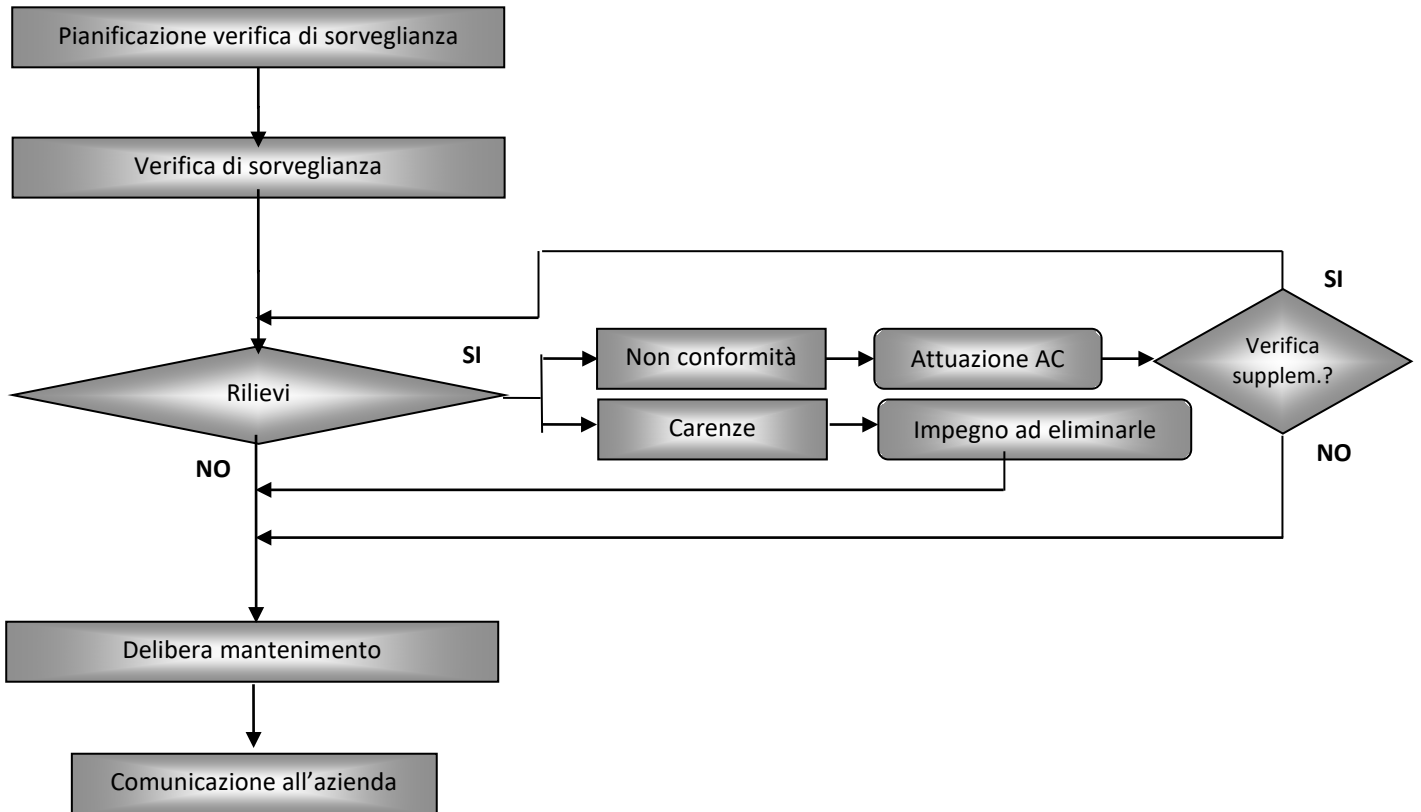 Pianificazione verifica di sorveglianza
Verifica di sorveglianza
SI
SI
Non conformità
Attuazione AC
Verifica
supplem.?
Rilievi
Carenze
Impegno ad eliminarle
NO
NO
Delibera mantenimento
Comunicazione all’azienda